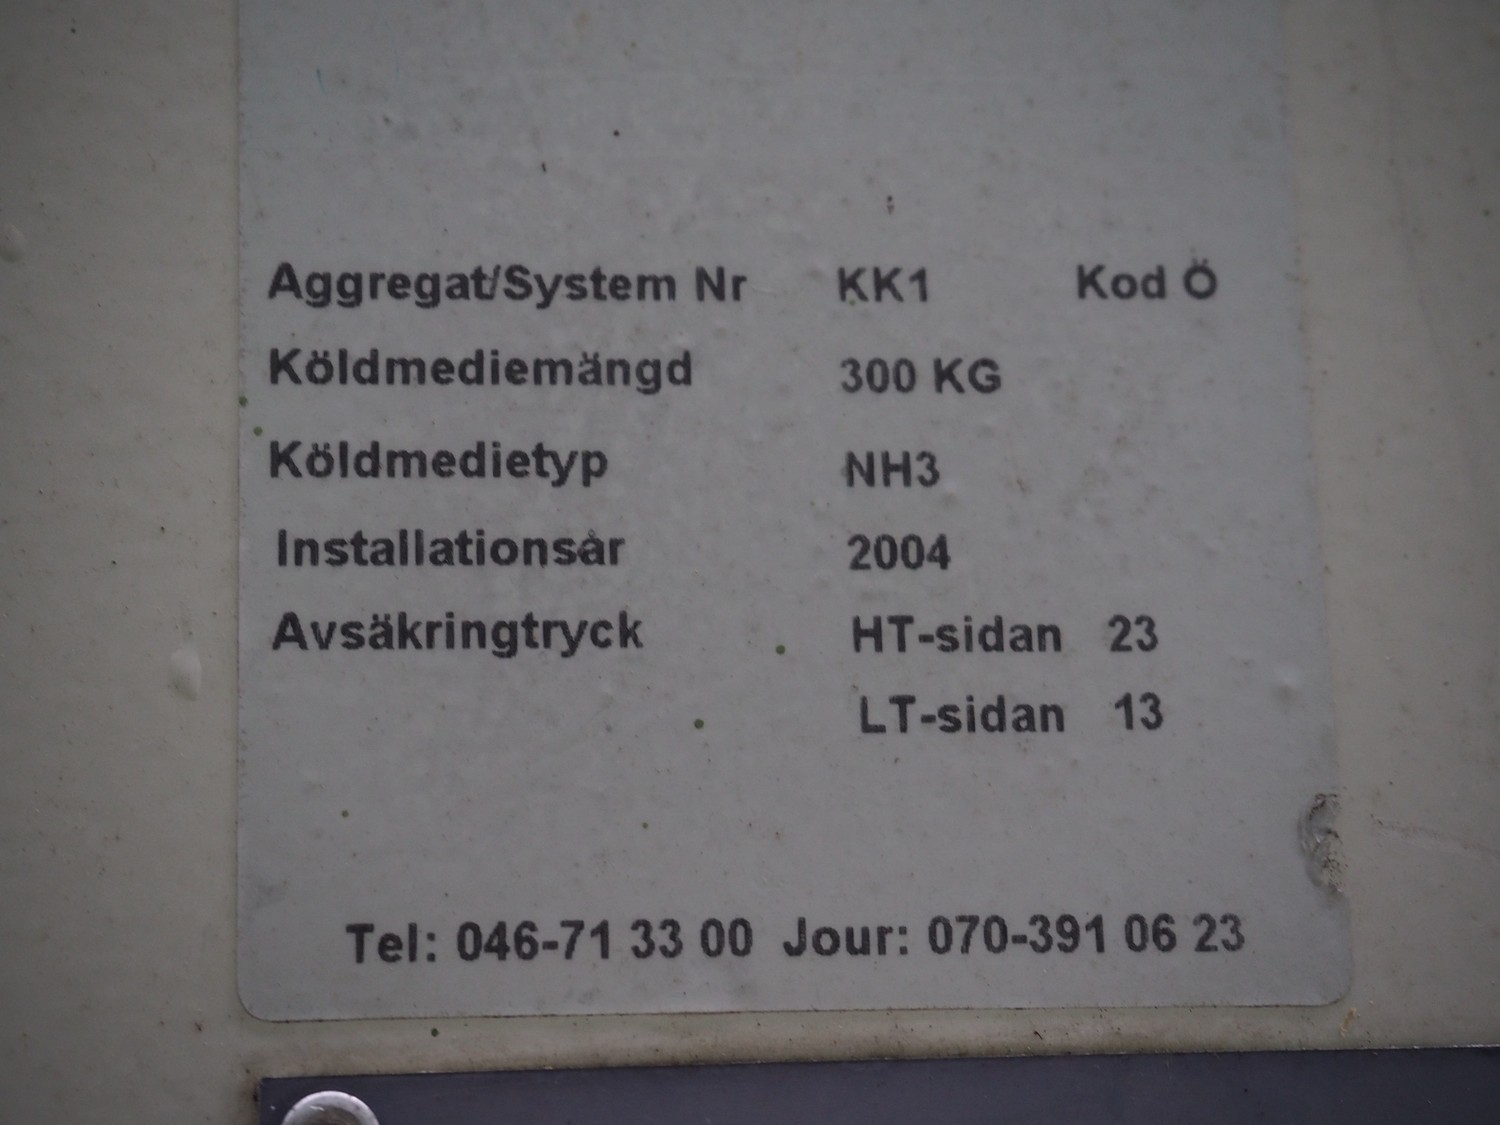 Aggregat/System Nr KK1 Kod Ö
Köldmediemängd 300 KG
Köldmedietyp NH3
Installationsår 2004
Avsäkringtryck HT-sidan 23
LT-sidan 13
Tel: 046-71 33 00 Jour: 070-391 06 23